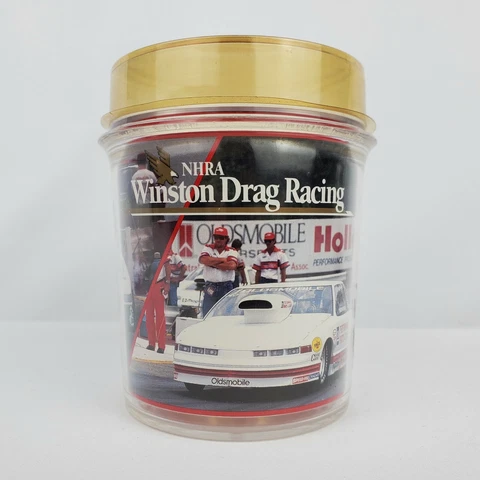 NHRA
Winston Drag Racing
OLDSMOBILE
Holl
PERFORMANCE
Oldsmobile